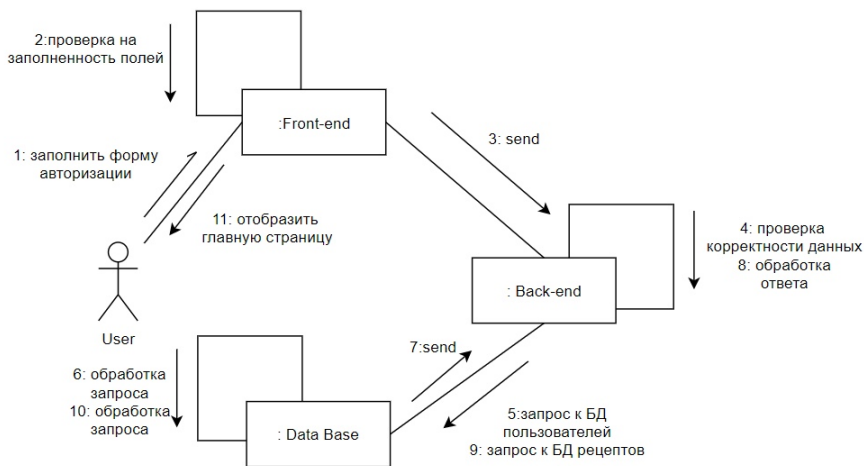 2:проверка на
заполненность полей
:Front-end
3: send
1: заполнить форму
авторизации
11: отобразить
главную страницу
4: проверка
корректности данных
8: обработка
ответа
: Back-end
User
7:send
6: обработка
запроса
10: обработка
запроса
: Data Base
5:запрос к БД
пользователей
9: запрос к БД рецептов